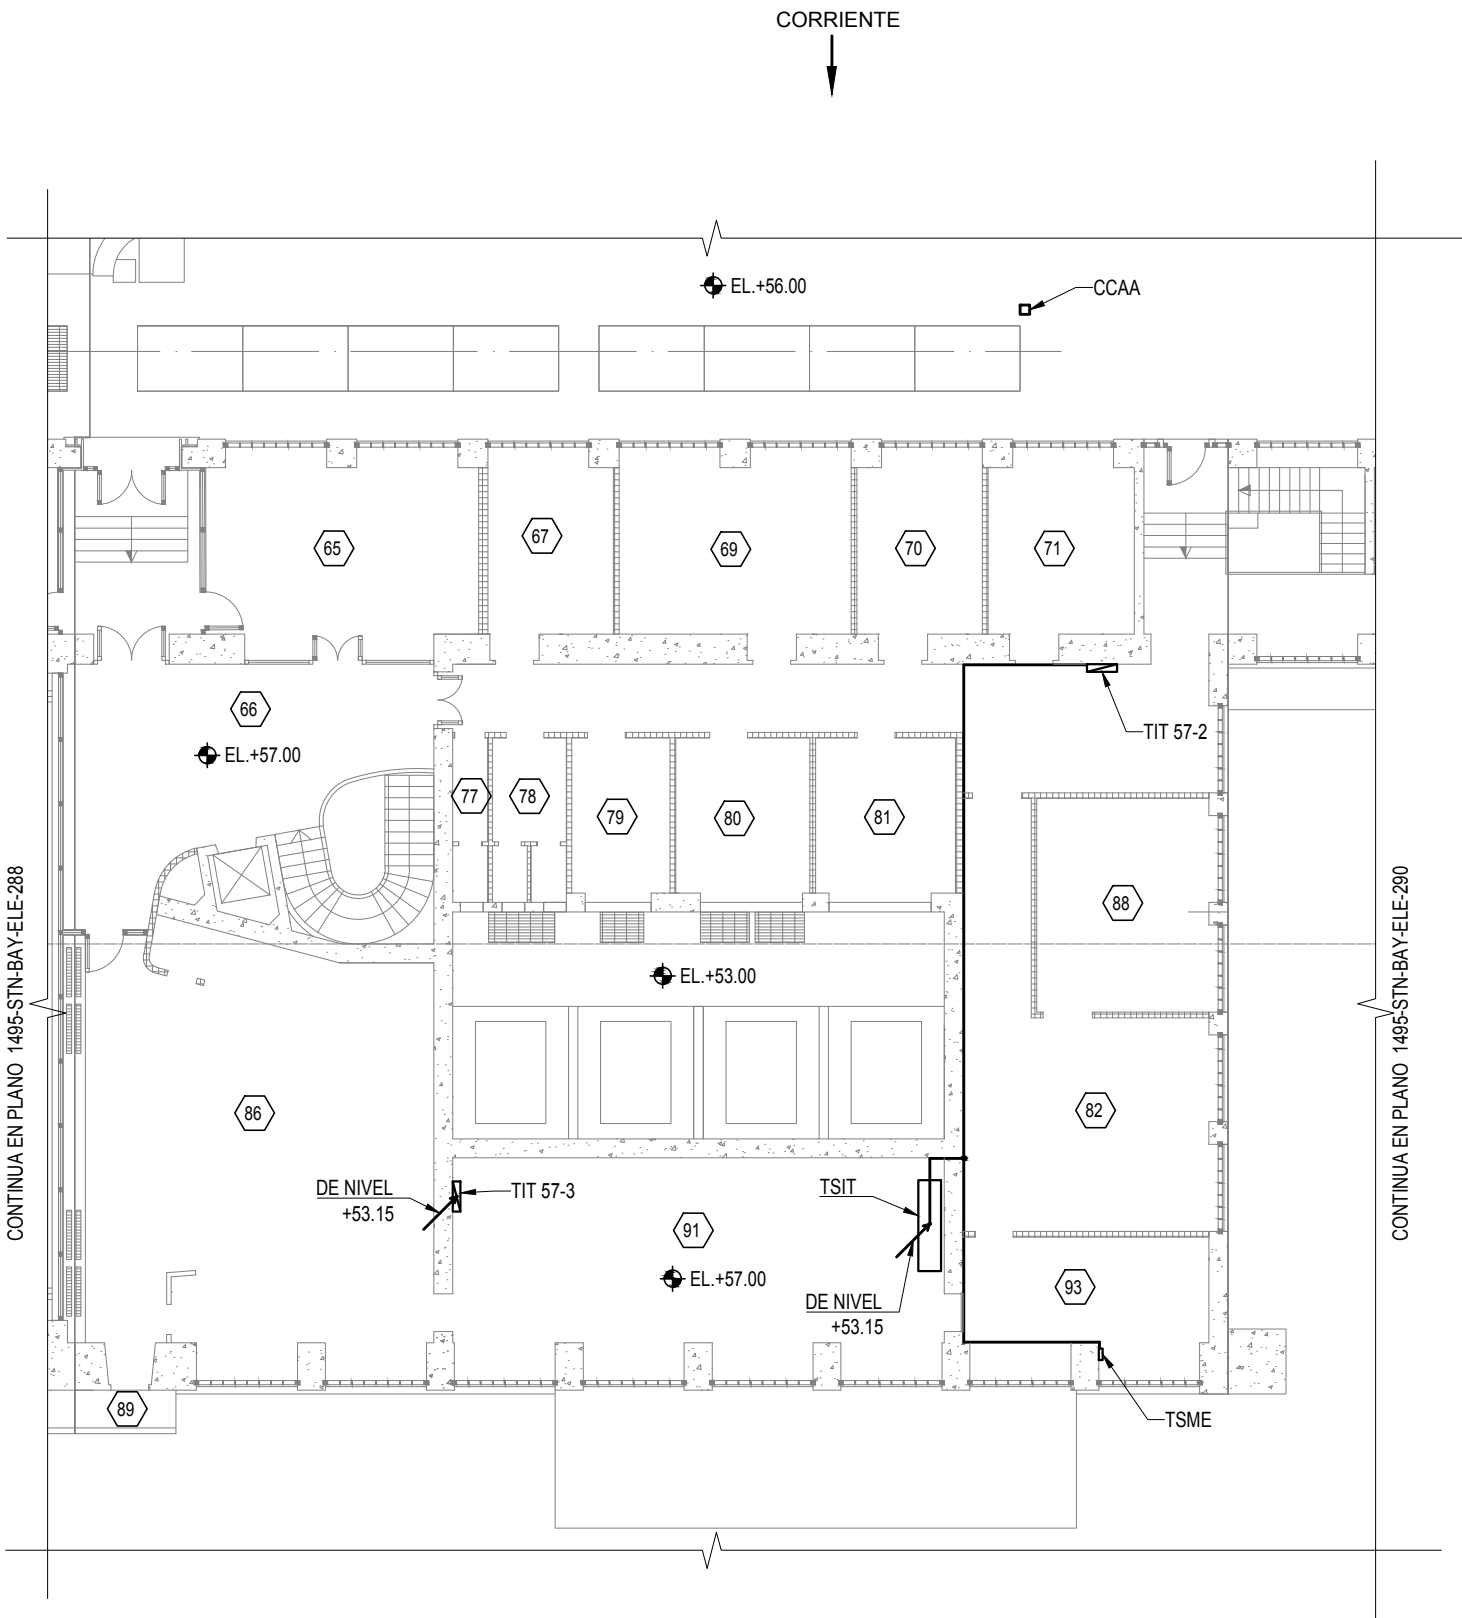 CORRIENTE
EL.+56.00
CCAA
65
67
69
70
71
66
EL.+57.00
TIT 57-2
77
78
79
80
81
88
CONTINUA EN PLANO 1495-STN-BAY-ELE-288
CONTINUA EN PLANO 1495-STN-BAY-ELE-290
EL.+53.00
86
82
DE NIVEL
+53.15
TIT 57-3
TSIT
91
EL.+57.00
DE NIVEL
+53.15
93
89
TSME